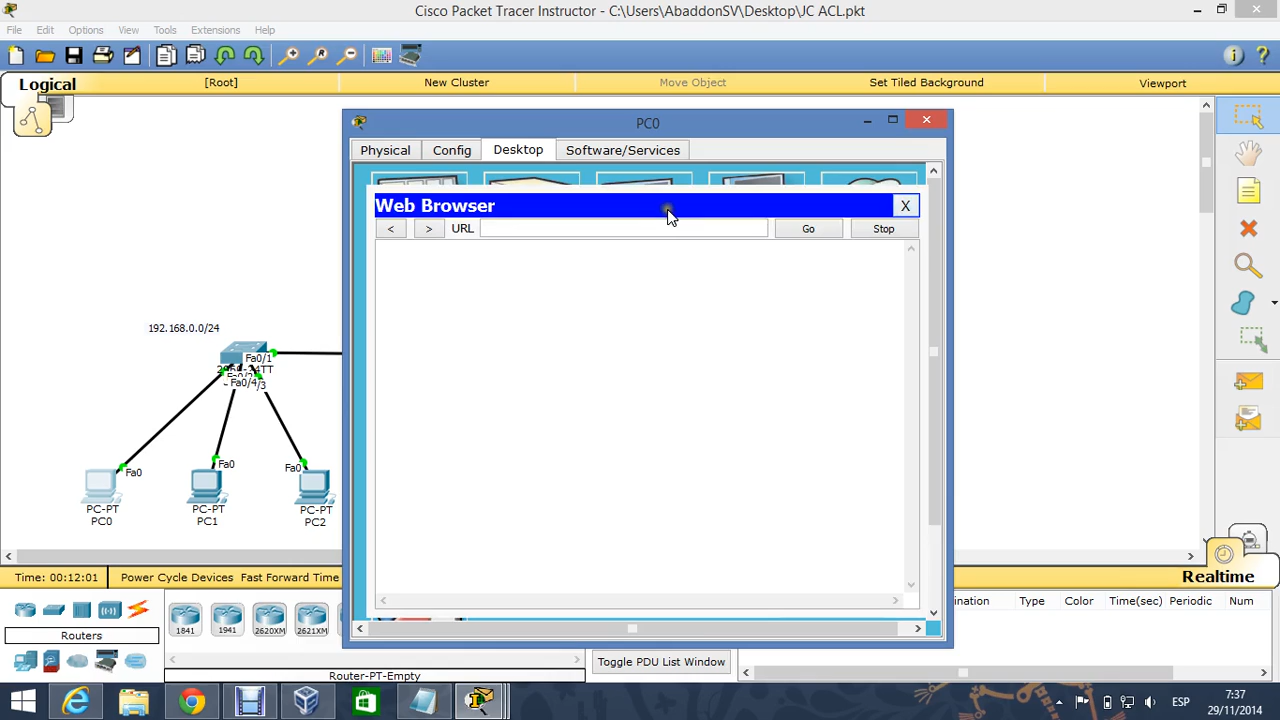 Cisco Packet Tracer Instructor - C:\Users\AbaddonSV\Desktop\JC ACL.pkt
File Edit Options View Tools Extensions Help
Logical [Root] New Cluster Move Object Set Tiled Background Viewport
PC0
Physical Config Desktop Software/Services
Web Browser X
< > URL Go Stop
192.168.0.0/24
Fa0/1
Fa0/4
Fa0 Fa0 Fa0
PC-PT PC-PT PC-PT
PC0 PC1 PC2
Time: 00:12:01 Power Cycle Devices Fast Forward Time Realtime
Type Color Time(sec) Periodic Num
1841 1941 2620XM 2621XM
Routers
Toggle PDU List Window
Router-PT-Empty
ESP
7:37
29/11/2014